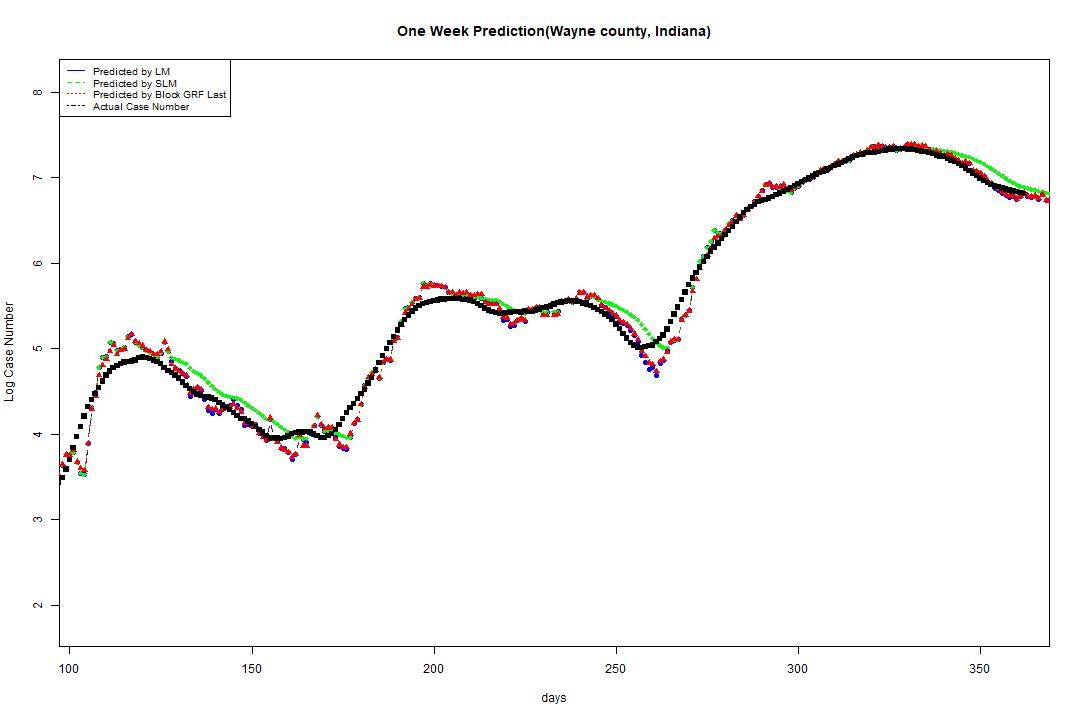 One Week Prediction(Wayne county, Indiana)
Predicted by LM
Predicted by SLM
Predicted by Block GRF Last
Actual Case Number
8
7
6
5
4
3
2
Log Case Number
100 150 200 250 300 350
days